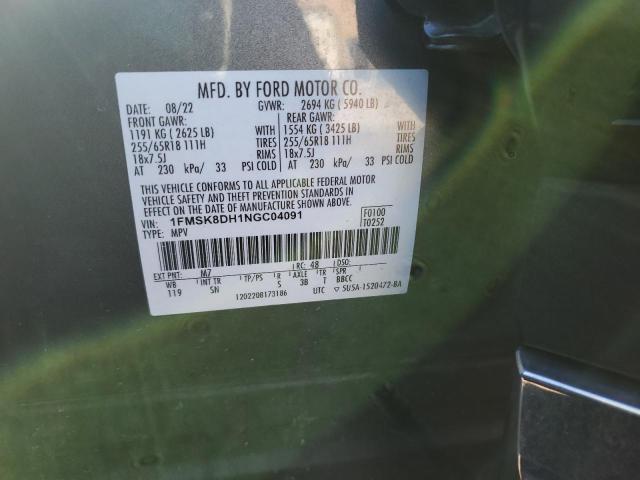 MFD. BY FORD MOTOR CO.
DATE: 08/22 GVWR: 2694 KG ( 5940 LB)
FRONT GAWR: REAR GAWR:
1191 KG ( 2625 LB) WITH 1554 KG ( 3425 LB) WITH
255/65R18 111H TIRES 255/65R18 111H TIRES
18x7.5J RIMS 18x7.5J RIMS
AT 230 kPa/ 33 PSI COLD AT 230 kPa/ 33 PSI COLD
THIS VEHICLE CONFORMS TO ALL APPLICABLE FEDERAL MOTOR
VEHICLE SAFETY AND THEFT PREVENTION STANDARDS IN
EFFECT ON THE DATE OF MANUFACTURE SHOWN ABOVE.
VIN: 1FMSK8DH1NGC04091 F0100
TYPE: MPV T0252
EXT PNT: M7 RC: 48 DSO:
WB INT TR TP/PS R AXLE TR SPR
119 SN S 3B T BBCC
1202208173186 UTC ▽ 5U5A-1520472-BA